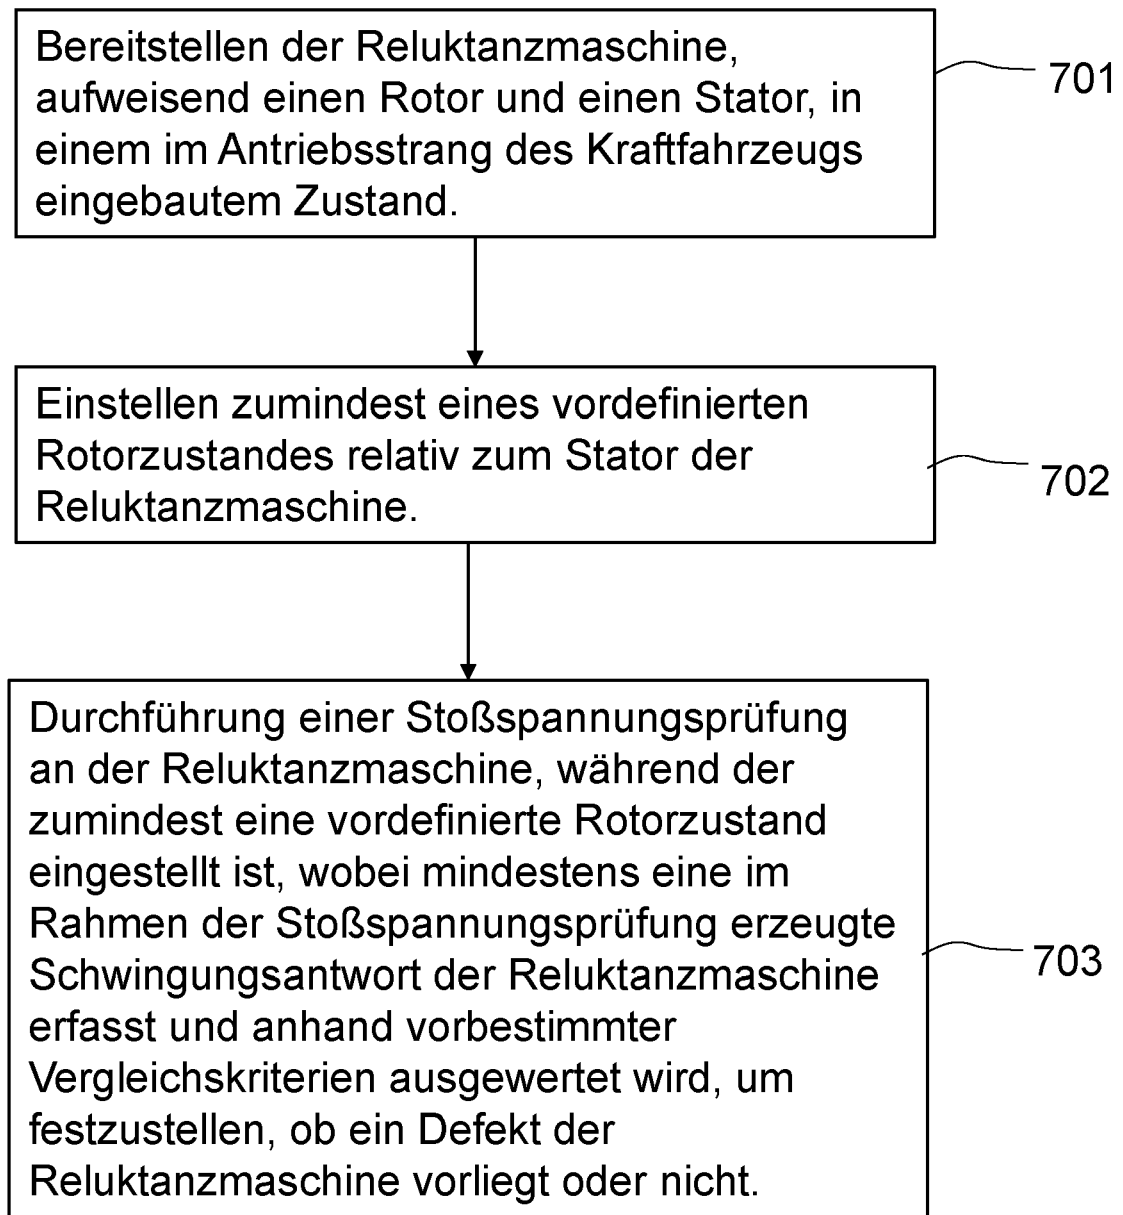 Bereitstellen der Reluktanzmaschine,
aufweisend einen Rotor und einen Stator, in
einem im Antriebsstrang des Kraftfahrzeugs
eingebautem Zustand.
701
Einstellen zumindest eines vordefinierten
Rotorzustandes relativ zum Stator der
Reluktanzmaschine.
702
Durchführung einer Stoßspannungsprüfung
an der Reluktanzmaschine, während der
zumindest eine vordefinierte Rotorzustand
eingestellt ist, wobei mindestens eine im
Rahmen der Stoßspannungsprüfung erzeugte
Schwingungsantwort der Reluktanzmaschine
erfasst und anhand vorbestimmter
Vergleichskriterien ausgewertet wird, um
festzustellen, ob ein Defekt der
Reluktanzmaschine vorliegt oder nicht.
703